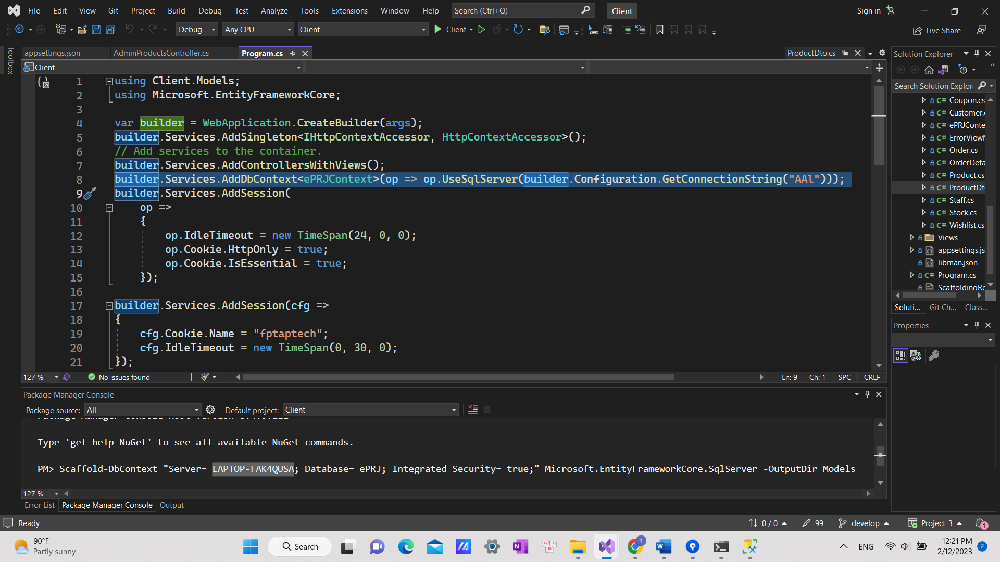 File Edit View Git Project Build Debug Test Analyze Tools Extensions Window Help Search (Ctrl+Q) Client Sign in
Debug Any CPU Client Client Live Share
Toolbox
appsettings.json AdminProductsController.cs Program.cs ProductDto.cs
Client
1 using Client.Models;
2 using Microsoft.EntityFrameworkCore;
3
4 var builder = WebApplication.CreateBuilder(args);
5 builder.Services.AddSingleton<IHttpContextAccessor, HttpContextAccessor>();
6 // Add services to the container.
7 builder.Services.AddControllersWithViews();
8 builder.Services.AddDbContext<ePRJContext>(op => op.UseSqlServer(builder.Configuration.GetConnectionString("AAl")));
9 builder.Services.AddSession(
10 op =>
11 {
12 op.IdleTimeout = new TimeSpan(24, 0, 0);
13 op.Cookie.HttpOnly = true;
14 op.Cookie.IsEssential = true;
15 });
16
17 builder.Services.AddSession(cfg =>
18 {
19 cfg.Cookie.Name = "fptaptech";
20 cfg.IdleTimeout = new TimeSpan(0, 30, 0);
21 });
127 % No issues found Ln: 9 Ch: 1 SPC CRLF
Package Manager Console
Package source: All Default project: Client
Type 'get-help NuGet' to see all available NuGet commands.
PM> Scaffold-DbContext "Server= LAPTOP-FAK4QUSA; Database= ePRJ; Integrated Security= true;" Microsoft.EntityFrameworkCore.SqlServer -OutputDir Models
127 %
Error List Package Manager Console Output
Solution Explorer
Search Solution Explor
C# Coupon.cs
C# Customer.
C# ePRJConte
C# ErrorView
C# Order.cs
C# OrderDeta
C# Product.cs
C# ProductDt
C# Staff.cs
C# Stock.cs
C# Wishlist.cs
Views
appsettings.js
libman.json
C# Program.cs
ScaffoldingRe
Soluti... Git Ch... Class...
Properties
Ready 0 / 0 99 develop Project_3 1
90°F
Partly sunny
Search
ENG
12:21 PM
2/12/2023
2